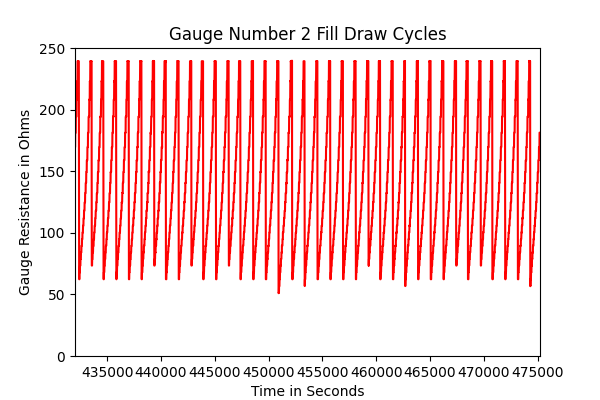 Gauge Number 2 Fill Draw Cycles
250
200
150
100
50
0
Gauge Resistance in Ohms
435000 440000 445000 450000 455000 460000 465000 470000 475000
Time in Seconds